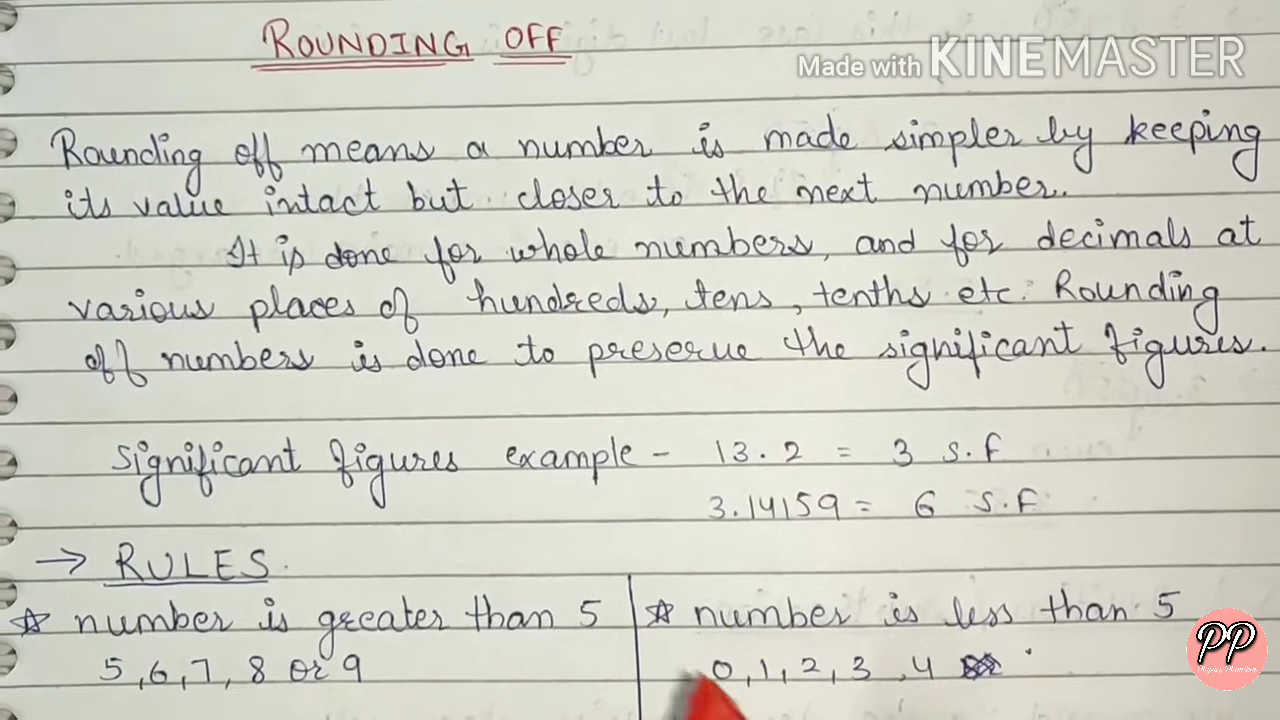 ROUNDING OFF
Made with KINEMASTER
Rounding off means a number is made simpler by keeping
its value intact but closer to the next number.
It is done for whole numbers, and for decimals at
various places of hundreds, tens, tenths etc. Rounding
off numbers is done to preserve the significant figures.
Significant figures example - 13.2 = 3 S.F
3.14159 = 6 S.F.
→ RULES.
☆ number is greater than 5
5, 6, 7, 8 or 9
☆ number is less than 5
0, 1, 2, 3, 4
PP